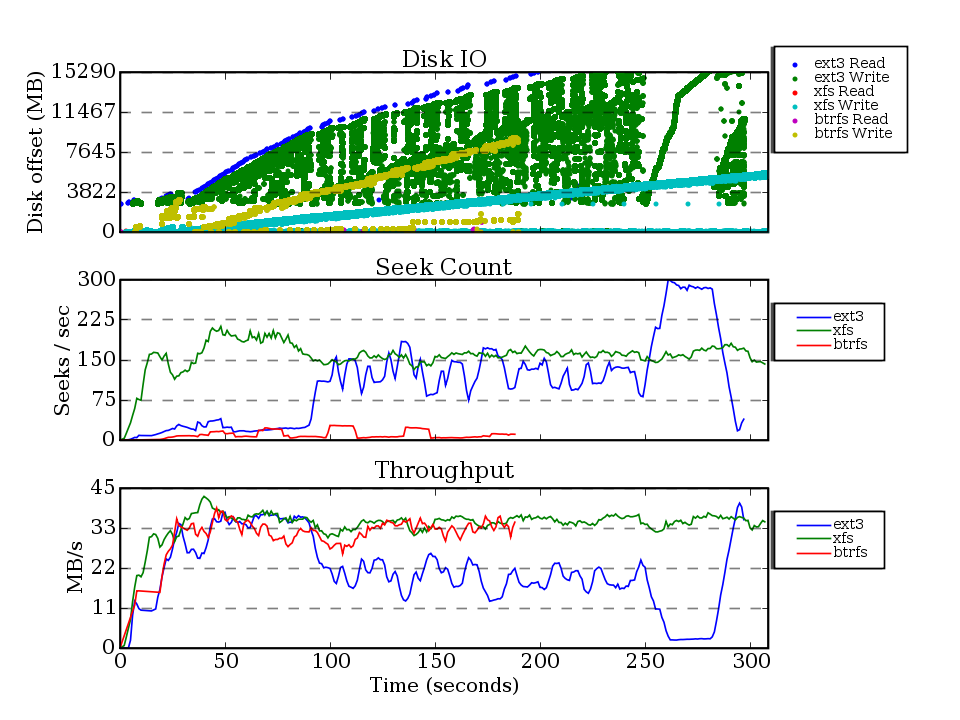 Disk IO
15290
11467
7645
3822
0
Disk offset (MB)
ext3 Read
ext3 Write
xfs Read
xfs Write
btrfs Read
btrfs Write
Seek Count
300
225
150
75
0
Seeks / sec
ext3
xfs
btrfs
Throughput
45
33
22
11
0
MB/s
ext3
xfs
btrfs
0 50 100 150 200 250 300
Time (seconds)